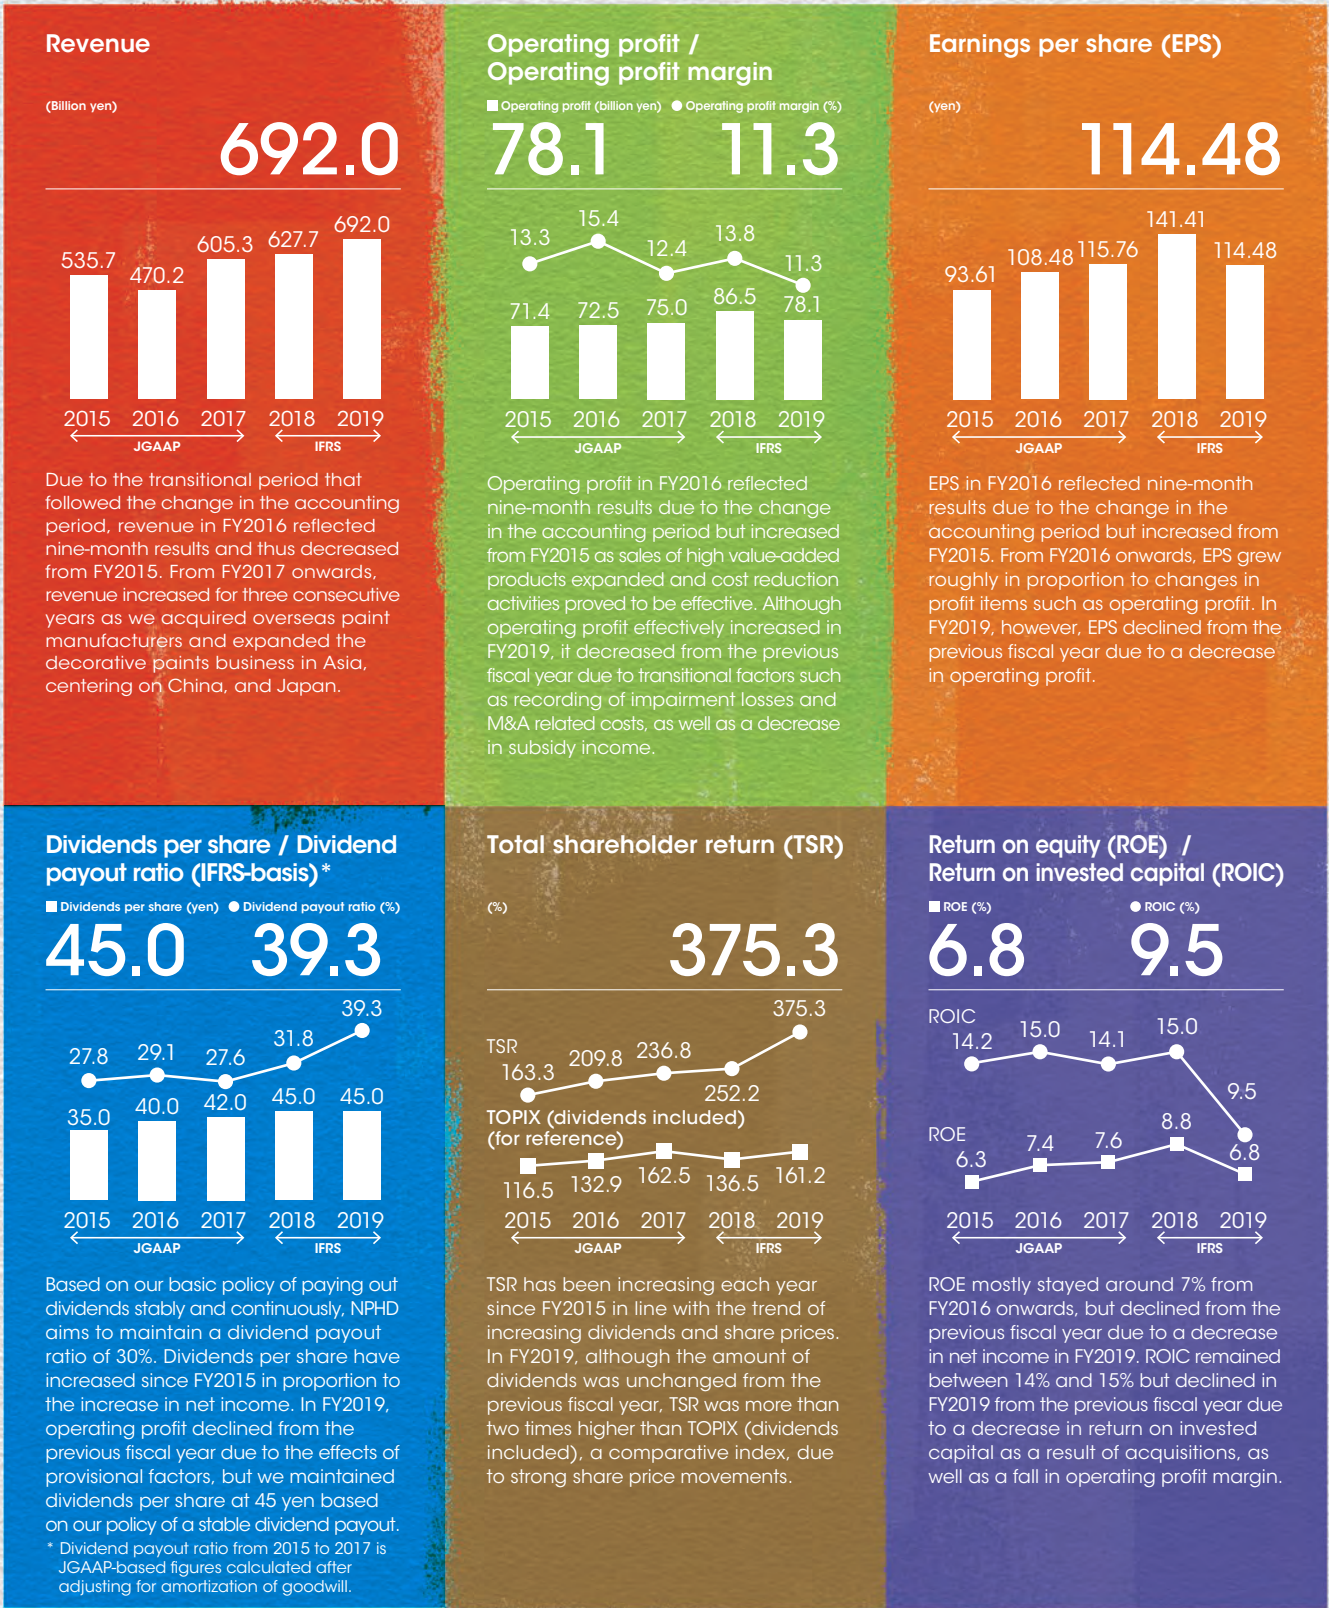 Revenue
(Billion yen)
692.0
535.7
470.2
605.3
627.7
692.0
2015 2016 2017 2018 2019
JGAAP IFRS
Due to the transitional period that
followed the change in the accounting
period, revenue in FY2016 reflected
nine-month results and thus decreased
from FY2015. From FY2017 onwards,
revenue increased for three consecutive
years as we acquired overseas paint
manufacturers and expanded the
decorative paints business in Asia,
centering on China, and Japan.
Operating profit /
Operating profit margin
Operating profit (billion yen) Operating profit margin (%)
78.1 11.3
13.3 15.4 12.4 13.8 11.3
71.4 72.5 75.0 86.5 78.1
2015 2016 2017 2018 2019
JGAAP IFRS
Operating profit in FY2016 reflected
nine-month results due to the change
in the accounting period but increased
from FY2015 as sales of high value-added
products expanded and cost reduction
activities proved to be effective. Although
operating profit effectively increased in
FY2019, it decreased from the previous
fiscal year due to transitional factors such
as recording of impairment losses and
M&A related costs, as well as a decrease
in subsidy income.
Earnings per share (EPS)
(yen)
114.48
93.61
108.48
115.76
141.41
114.48
2015 2016 2017 2018 2019
JGAAP IFRS
EPS in FY2016 reflected nine-month
results due to the change in the
accounting period but increased from
FY2015. From FY2016 onwards, EPS grew
roughly in proportion to changes in
profit items such as operating profit. In
FY2019, however, EPS declined from the
previous fiscal year due to a decrease
in operating profit.
Dividends per share / Dividend
payout ratio (IFRS-basis)*
Dividends per share (yen) Dividend payout ratio (%)
45.0 39.3
27.8 29.1 27.6 31.8 39.3
35.0 40.0 42.0 45.0 45.0
2015 2016 2017 2018 2019
JGAAP IFRS
Based on our basic policy of paying out
dividends stably and continuously, NPHD
aims to maintain a dividend payout
ratio of 30%. Dividends per share have
increased since FY2015 in proportion to
the increase in net income. In FY2019,
operating profit declined from the
previous fiscal year due to the effects of
provisional factors, but we maintained
dividends per share at 45 yen based
on our policy of a stable dividend payout.
* Dividend payout ratio from 2015 to 2017 is
JGAAP-based figures calculated after
adjusting for amortization of goodwill.
Total shareholder return (TSR)
(%)
375.3
TSR
163.3 209.8 236.8 252.2 375.3
TOPIX (dividends included)
(for reference)
116.5 132.9 162.5 136.5 161.2
2015 2016 2017 2018 2019
JGAAP IFRS
TSR has been increasing each year
since FY2015 in line with the trend of
increasing dividends and share prices.
In FY2019, although the amount of
dividends was unchanged from the
previous fiscal year, TSR was more than
two times higher than TOPIX (dividends
included), a comparative index, due
to strong share price movements.
Return on equity (ROE) /
Return on invested capital (ROIC)
ROE (%) ROIC (%)
6.8 9.5
ROIC
14.2 15.0 14.1 15.0 9.5
ROE
6.3 7.4 7.6 8.8 6.8
2015 2016 2017 2018 2019
JGAAP IFRS
ROE mostly stayed around 7% from
FY2016 onwards, but declined from the
previous fiscal year due to a decrease
in net income in FY2019. ROIC remained
between 14% and 15% but declined in
FY2019 from the previous fiscal year due
to a decrease in return on invested
capital as a result of acquisitions, as
well as a fall in operating profit margin.